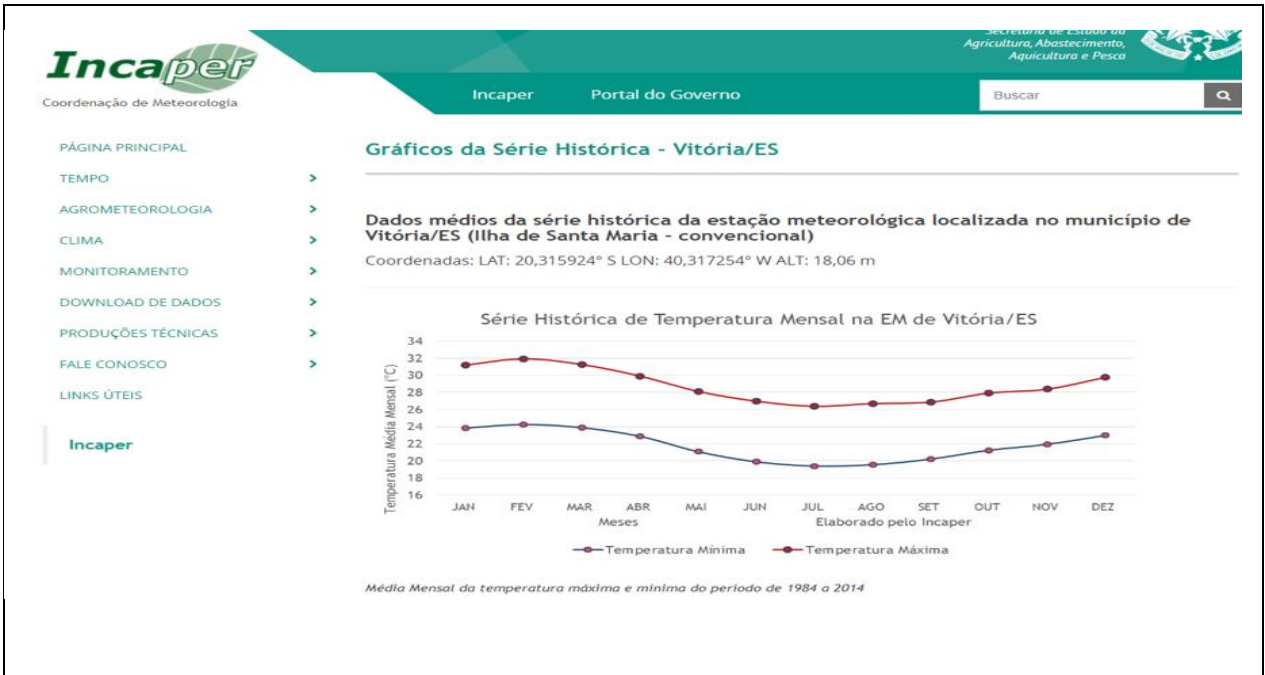 Secretaria de Estado da
Agricultura, Abastecimento,
Aquicultura e Pesca
Incaper
Coordenação de Meteorologia
Incaper
Portal do Governo
Buscar
PÁGINA PRINCIPAL
TEMPO
AGROMETEOROLOGIA
CLIMA
MONITORAMENTO
DOWNLOAD DE DADOS
PRODUÇÕES TÉCNICAS
FALE CONOSCO
LINKS ÚTEIS
Incaper
Gráficos da Série Histórica - Vitória/ES
Dados médios da série histórica da estação meteorológica localizada no município de
Vitória/ES (Ilha de Santa Maria - convencional)
Coordenadas: LAT: 20,315924° S LON: 40,317254° W ALT: 18,06 m
Série Histórica de Temperatura Mensal na EM de Vitória/ES
Temperatura Média Mensal (°C)
34
32
30
28
26
24
22
20
18
16
JAN FEV MAR ABR MAI JUN JUL AGO SET OUT NOV DEZ
Meses Elaborado pelo Incaper
Temperatura Mínima Temperatura Máxima
Média Mensal da temperatura máxima e mínima do período de 1984 a 2014